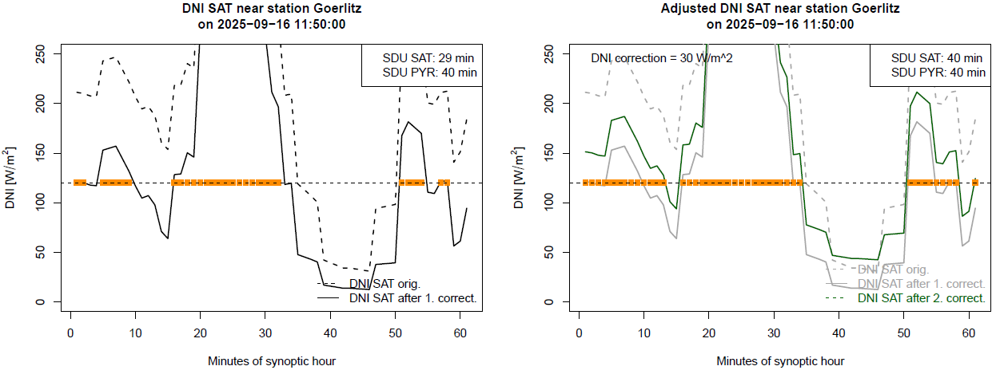 DNI SAT near station Goerlitz
on 2025−09−16 11:50:00
SDU SAT: 29 min
SDU PYR: 40 min
DNI [W/m²]
0
50
100
150
200
250
DNI SAT orig.
DNI SAT after 1. correct.
0 10 20 30 40 50 60
Minutes of synoptic hour
Adjusted DNI SAT near station Goerlitz
on 2025−09−16 11:50:00
DNI correction = 30 W/m^2
SDU SAT: 40 min
SDU PYR: 40 min
DNI [W/m²]
0
50
100
150
200
250
DNI SAT orig.
DNI SAT after 1. correct.
DNI SAT after 2. correct.
0 10 20 30 40 50 60
Minutes of synoptic hour